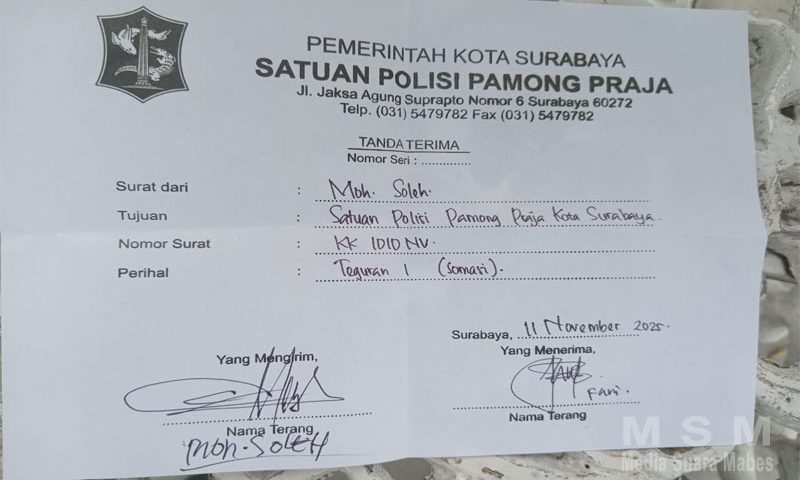 PEMERINTAH KOTA SURABAYA
SATUAN POLISI PAMONG PRAJA
Jl. Jaksa Agung Suprapto Nomor 6 Surabaya 60272
Telp. (031) 5479782 Fax (031) 5479782
TANDA TERIMA
Nomor Seri : ..............
Surat dari : Moh. Soleh.
Tujuan : Satuan Polisi Pamong Praja Kota Surabaya.
Nomor Surat : KK 1010 NV.
Perihal : Teguran 1 (somasi).
Surabaya, 11 November 2025.
Yang Mengirim, Yang Menerima,
Fani.
Nama Terang Nama Terang
Moh. SOLEH
M S M
Media Suara Mabes